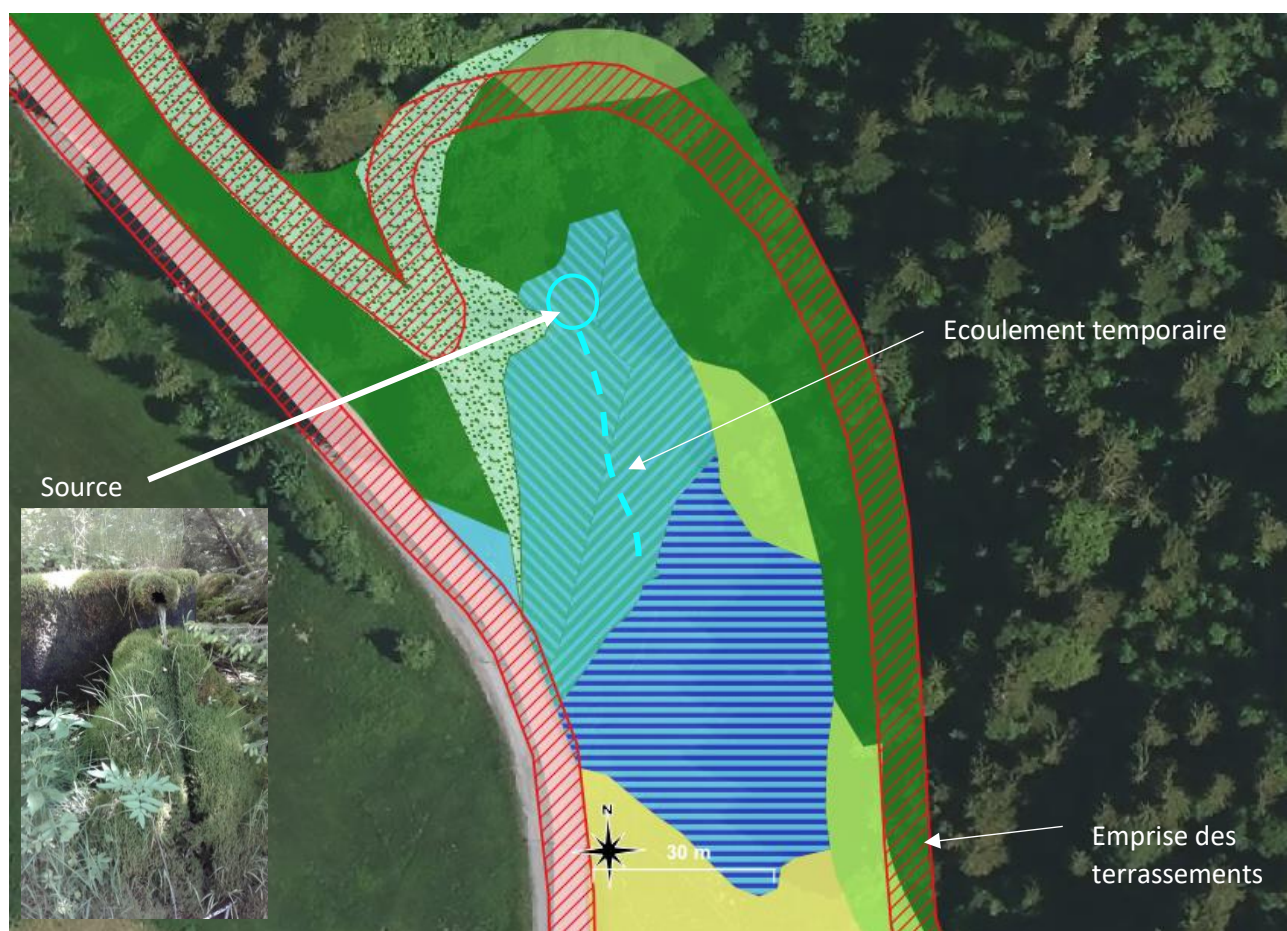 Ecoulement temporaire
Source
N
30 m
Emprise des
terrassements